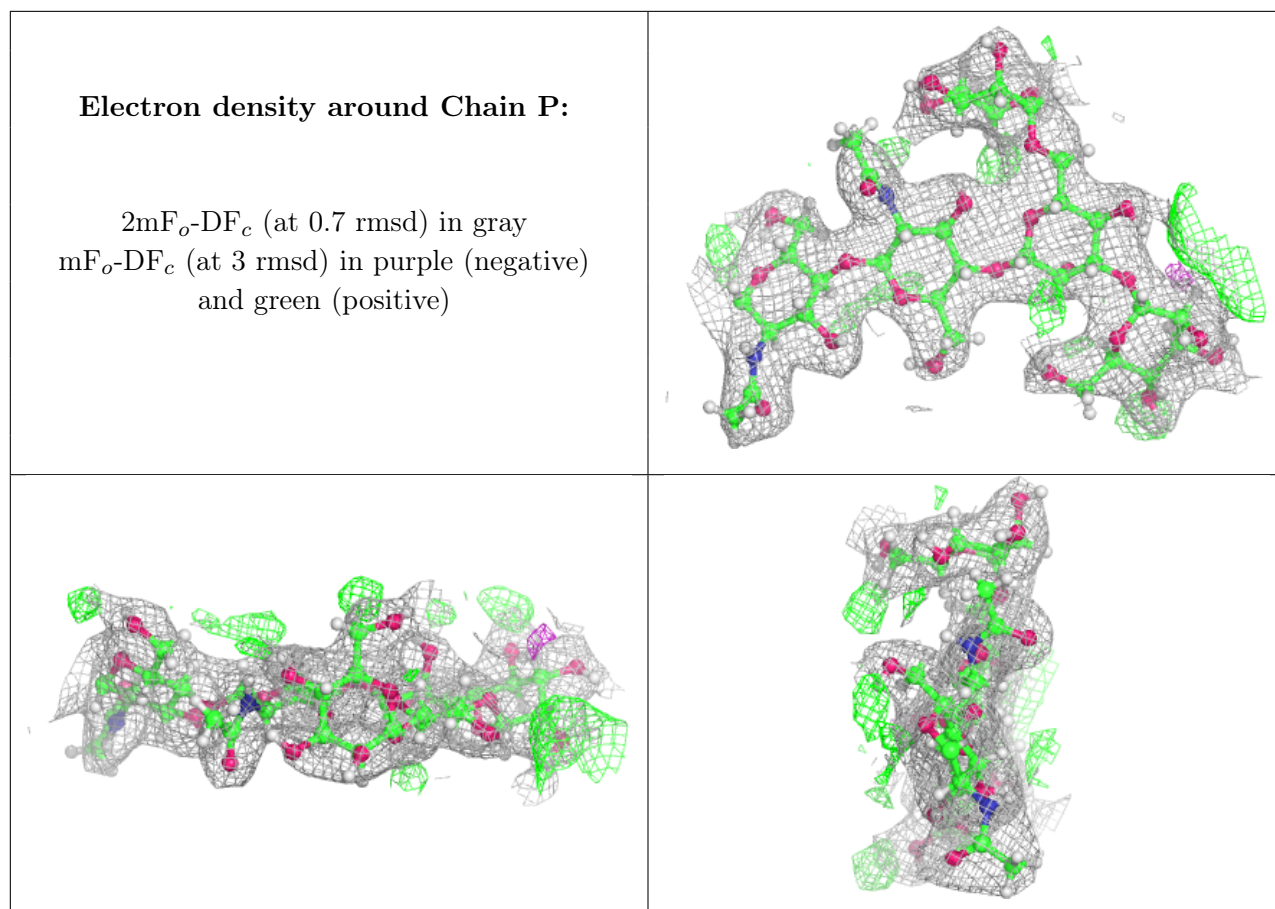 Electron density around Chain P:
2mFo-DFc (at 0.7 rmsd) in gray
mFo-DFc (at 3 rmsd) in purple (negative)
and green (positive)